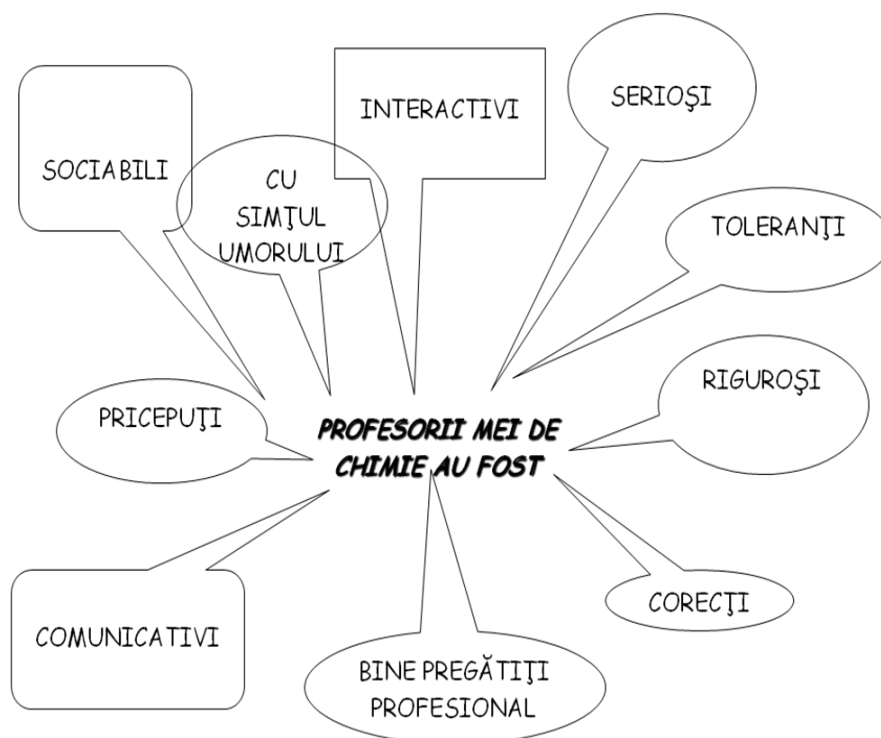 INTERACTIVI
SERIOŞI
SOCIABILI
CU
SIMŢUL
UMORULUI
TOLERANŢI
RIGUROŞI
PRICEPUŢI
PROFESORII MEI DE
CHIMIE AU FOST
CORECŢI
COMUNICATIVI
BINE PREGĂTIŢI
PROFESIONAL